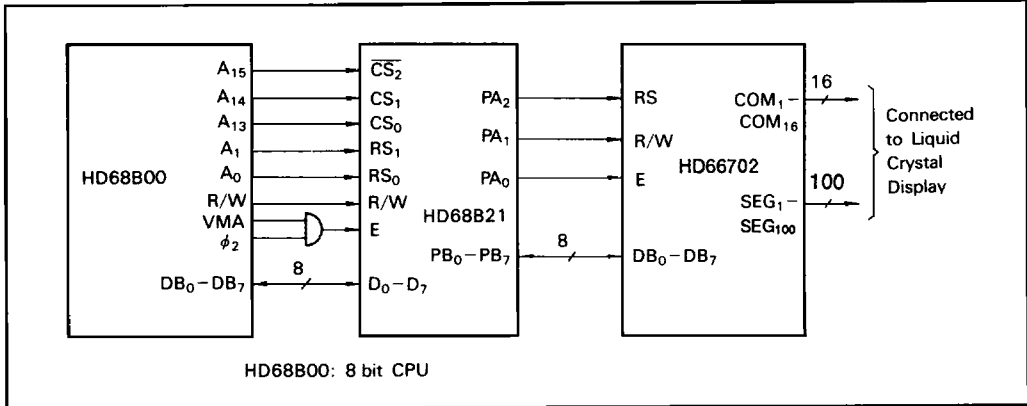 HD68B00
A₁₅
A₁₄
A₁₃
A₁
A₀
R/W
VMA
ϕ₂
DB₀–DB₇
8
C̅S̅₂̅
CS₁
CS₀
RS₁
RS₀
R/W
E
D₀–D₇
HD68B21
PA₂
PA₁
PA₀
PB₀–PB₇
8
RS
R/W
E
DB₀–DB₇
HD66702
COM₁–
COM₁₆
SEG₁–
SEG₁₀₀
16
100
Connected
to Liquid
Crystal
Display
HD68B00: 8 bit CPU